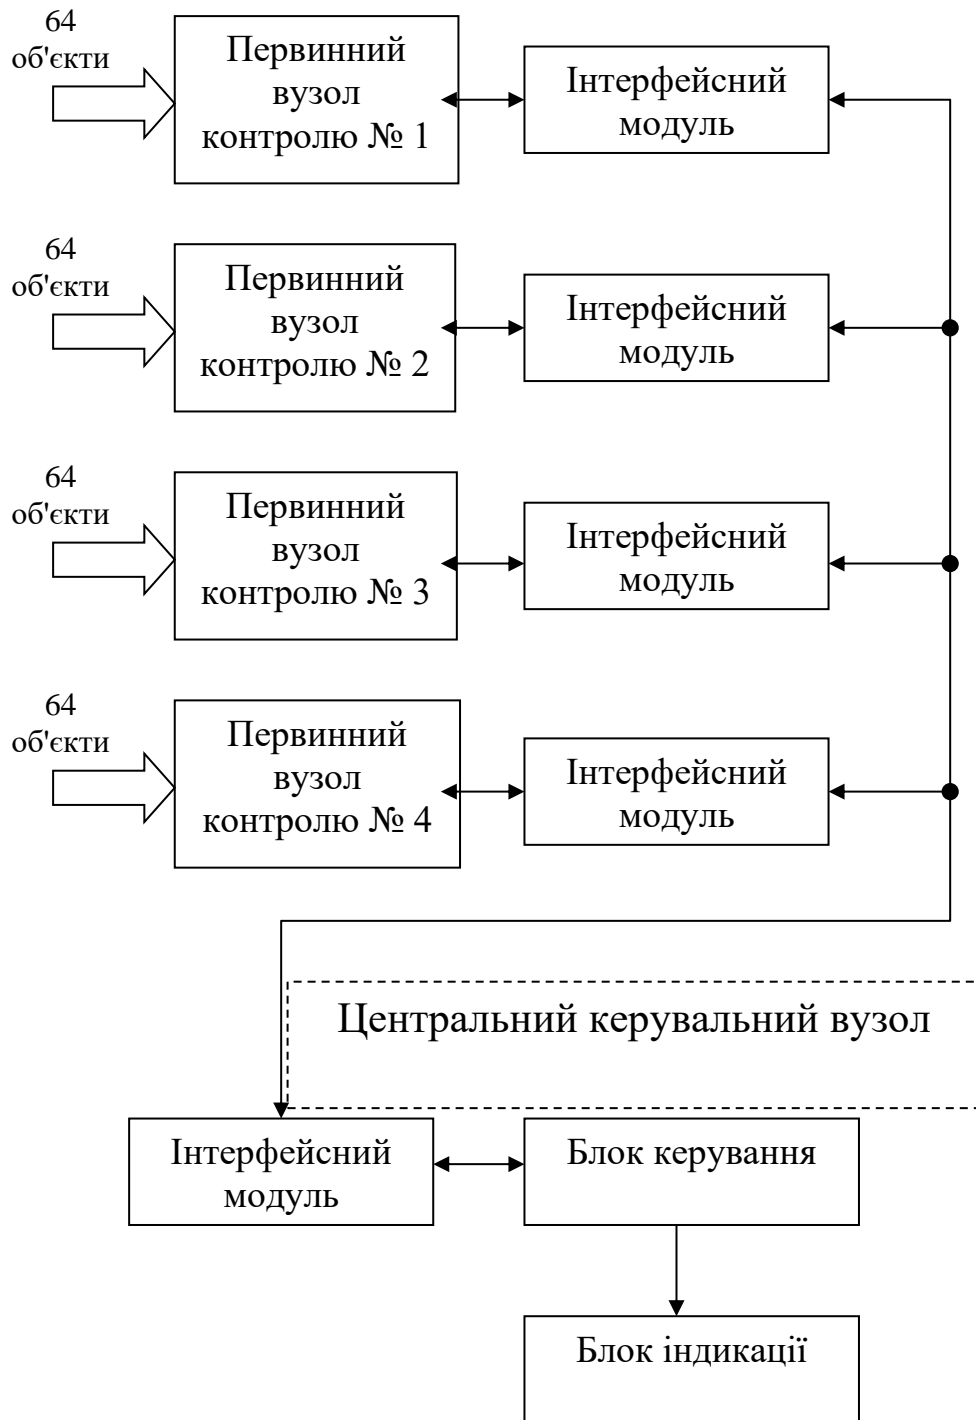 64
об'єкти
Первинний
вузол
контролю № 1
Інтерфейсний
модуль
64
об'єкти
Первинний
вузол
контролю № 2
Інтерфейсний
модуль
64
об'єкти
Первинний
вузол
контролю № 3
Інтерфейсний
модуль
64
об'єкти
Первинний
вузол
контролю № 4
Інтерфейсний
модуль
Центральний керувальний вузол
Інтерфейсний
модуль
Блок керування
Блок індикації